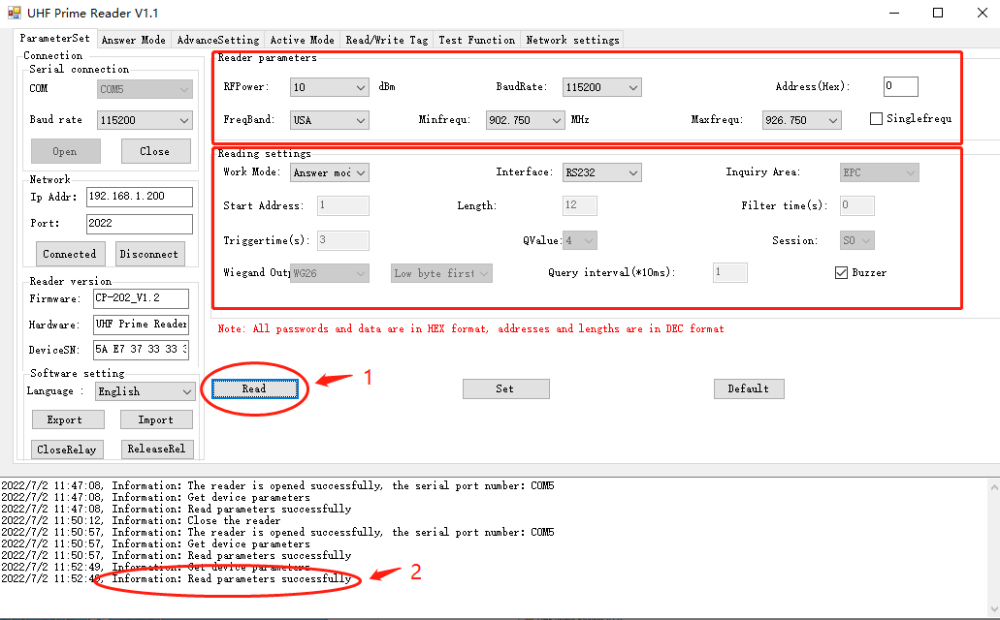 UHF Prime Reader V1.1
ParameterSet Answer Mode AdvanceSetting Active Mode Read/Write Tag Test Function Network settings
Connection
Serial connection
COM COM5
Baud rate 115200
Open Close
Network
Ip Addr: 192.168.1.200
Port: 2022
Connected Disconnect
Reader version
Firmware: CP-202_V1.2
Hardware: UHF Prime Reader
DeviceSN: 5A E7 37 33 33 3
Software setting
Language : English
Export Import
CloseRelay ReleaseRel
Reader parameters
RFPower: 10 dBm BaudRate: 115200 Address(Hex): 0
FreqBand: USA Minfrequ: 902.750 MHz Maxfrequ: 926.750 Singlefrequ
Reading settings
Work Mode: Answer mod Interface: RS232 Inquiry Area: EPC
Start Address: 1 Length: 12 Filter time(s): 0
Triggertime(s): 3 QValue: 4 Session: S0
Wiegand Outp WG26 Low byte first Query interval(*10ms): 1 Buzzer
Note: All passwords and data are in HEX format, addresses and lengths are in DEC format
Read 1 Set Default
2022/7/2 11:47:08, Information: The reader is opened successfully, the serial port number: COM5
2022/7/2 11:47:08, Information: Get device parameters
2022/7/2 11:47:08, Information: Read parameters successfully
2022/7/2 11:50:12, Information: Close the reader
2022/7/2 11:50:57, Information: The reader is opened successfully, the serial port number: COM5
2022/7/2 11:50:57, Information: Get device parameters
2022/7/2 11:50:57, Information: Read parameters successfully
2022/7/2 11:52:49, Information: Get device parameters
2022/7/2 11:52:49, Information: Read parameters successfully 2